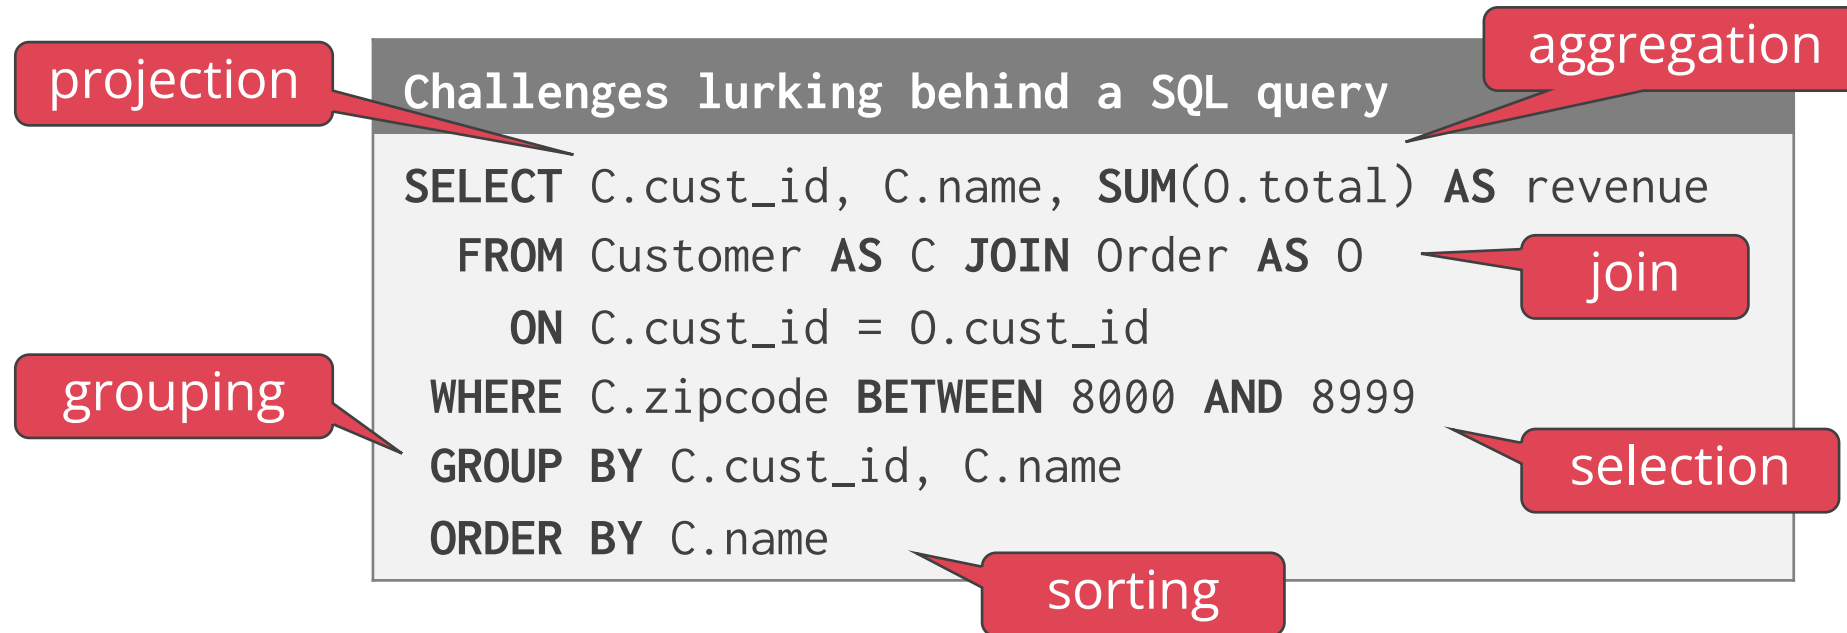 aggregation
projection
Challenges lurking behind a SQL query
SELECT C.cust_id, C.name, SUM(O.total) AS revenue
FROM Customer AS C JOIN Order AS O
join
ON C.cust_id = O.cust_id
grouping
WHERE C.zipcode BETWEEN 8000 AND 8999
GROUP BY C.cust_id, C.name
selection
ORDER BY C.name
sorting